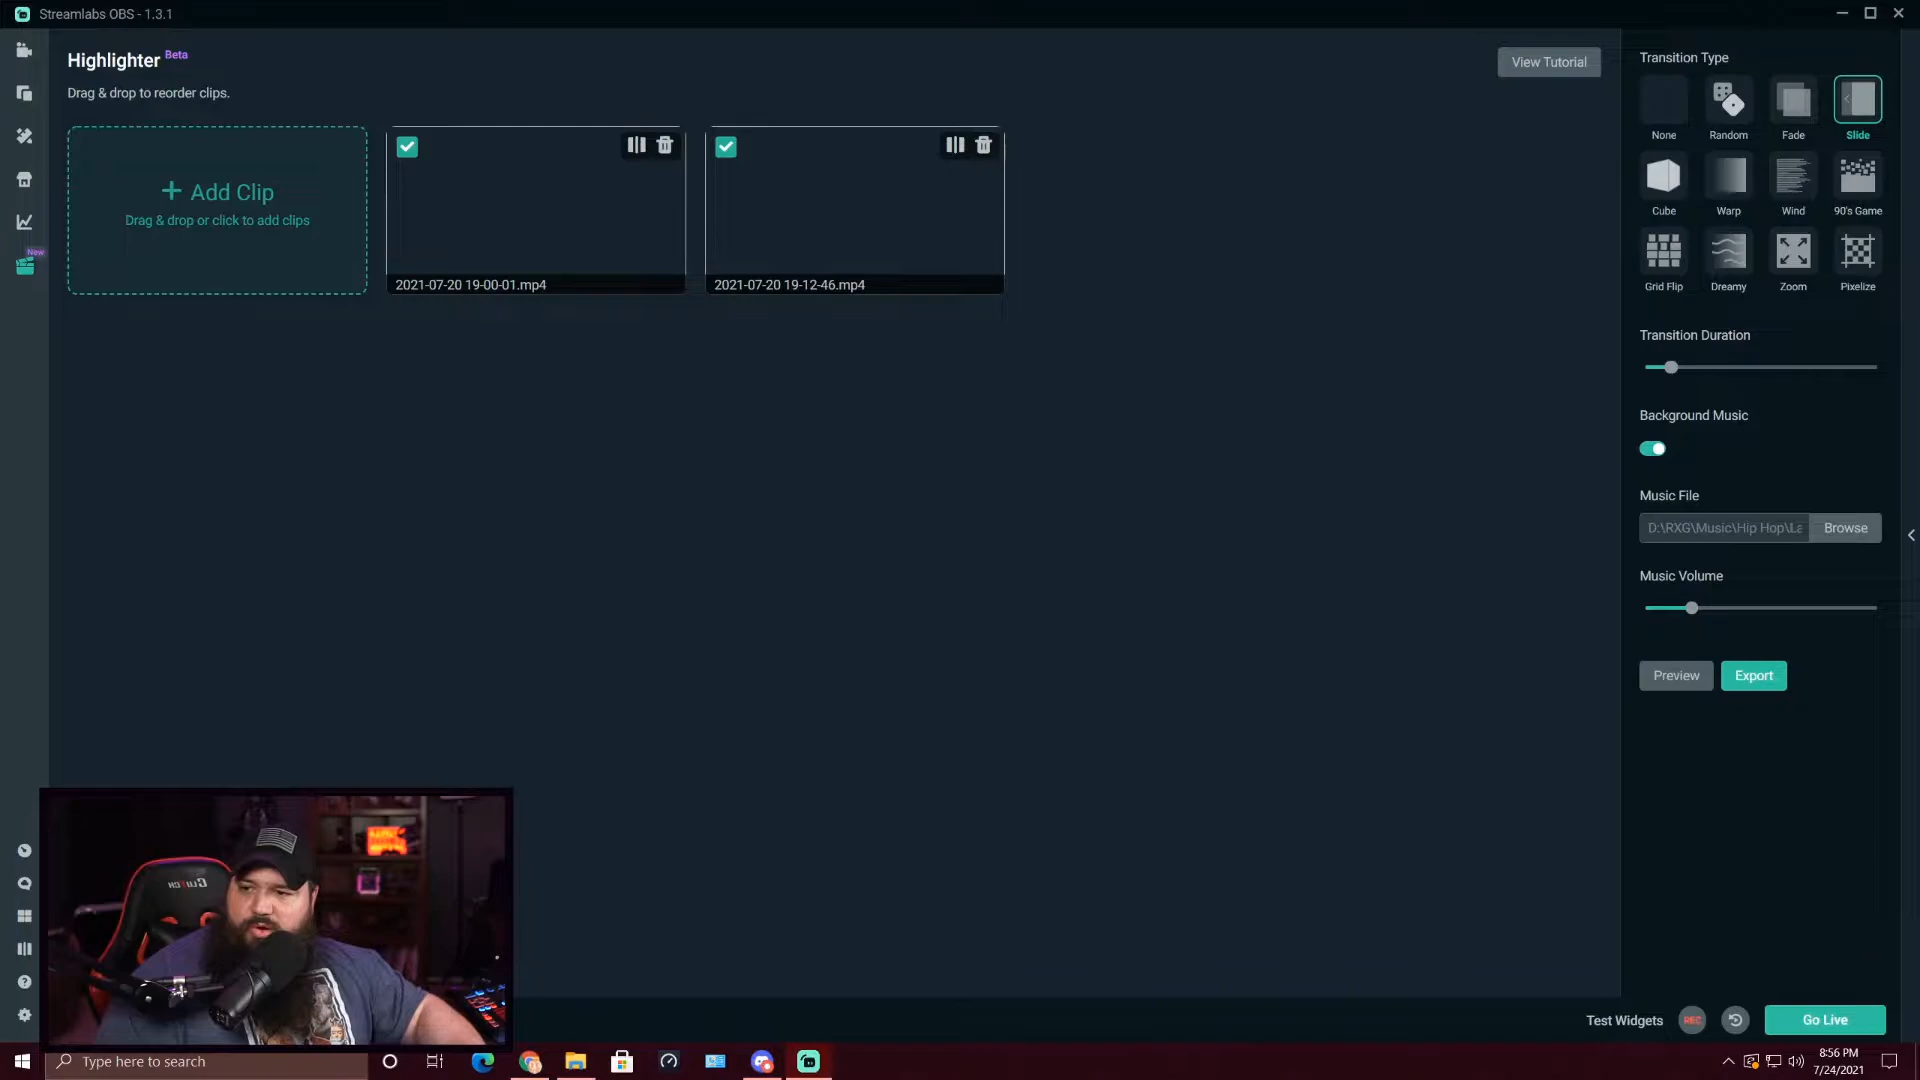 Streamlabs OBS - 1.3.1
Highlighter Beta
View Tutorial
Drag & drop to reorder clips.
New
+ Add Clip
Drag & drop or click to add clips
2021-07-20 19-00-01.mp4
2021-07-20 19-12-46.mp4
Transition Type
None
Random
Fade
Slide
Cube
Warp
Wind
90's Game
Grid Flip
Dreamy
Zoom
Pixelize
Transition Duration
Background Music
Music File
D:\RXG\Music\Hip Hop\La
Browse
Music Volume
Preview
Export
Test Widgets
REC
Go Live
Type here to search
8:56 PM
7/24/2021